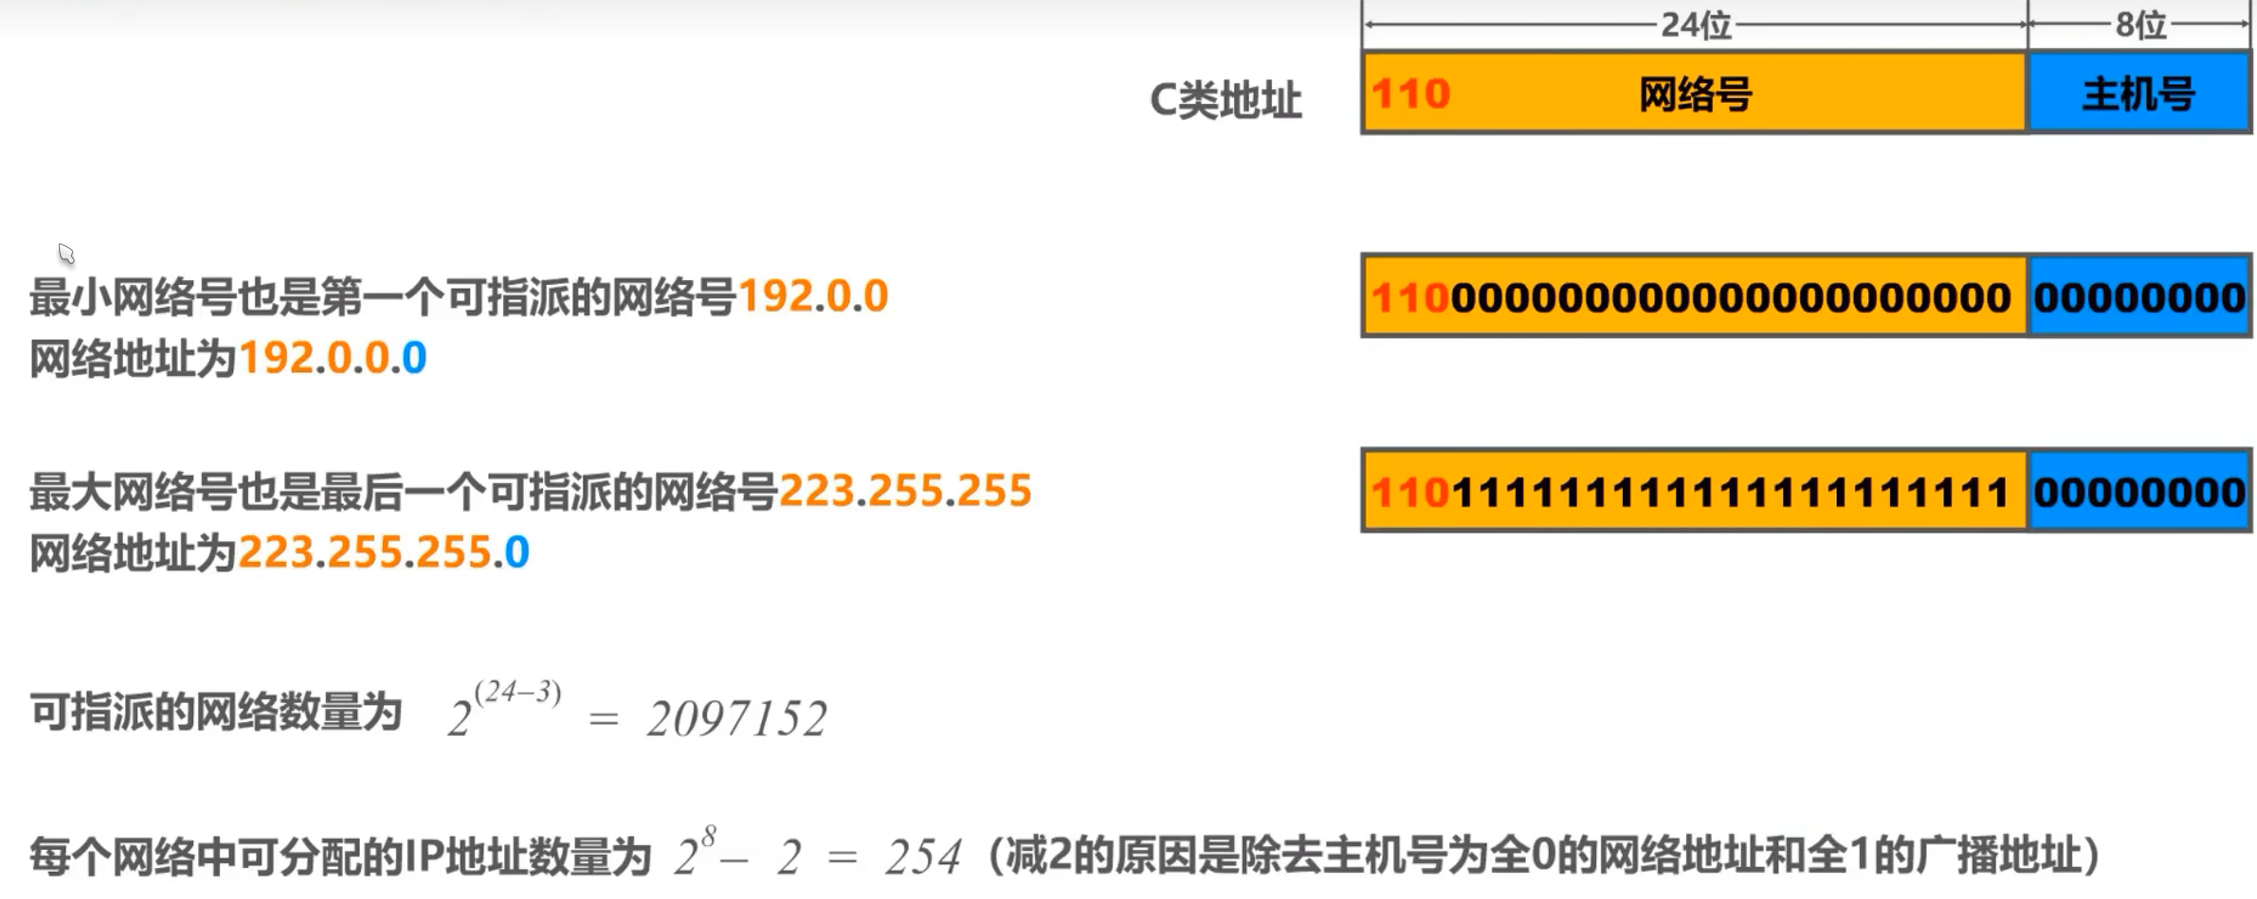 24位 8位
C类地址 110 网络号 主机号
最小网络号也是第一个可指派的网络号192.0.0
网络地址为192.0.0.0
110000000000000000000000 00000000
最大网络号也是最后一个可指派的网络号223.255.255
网络地址为223.255.255.0
110111111111111111111111 00000000
可指派的网络数量为 2^(24–3) = 2097152
每个网络中可分配的IP地址数量为 2^8 – 2 = 254（减2的原因是除去主机号为全0的网络地址和全1的广播地址）